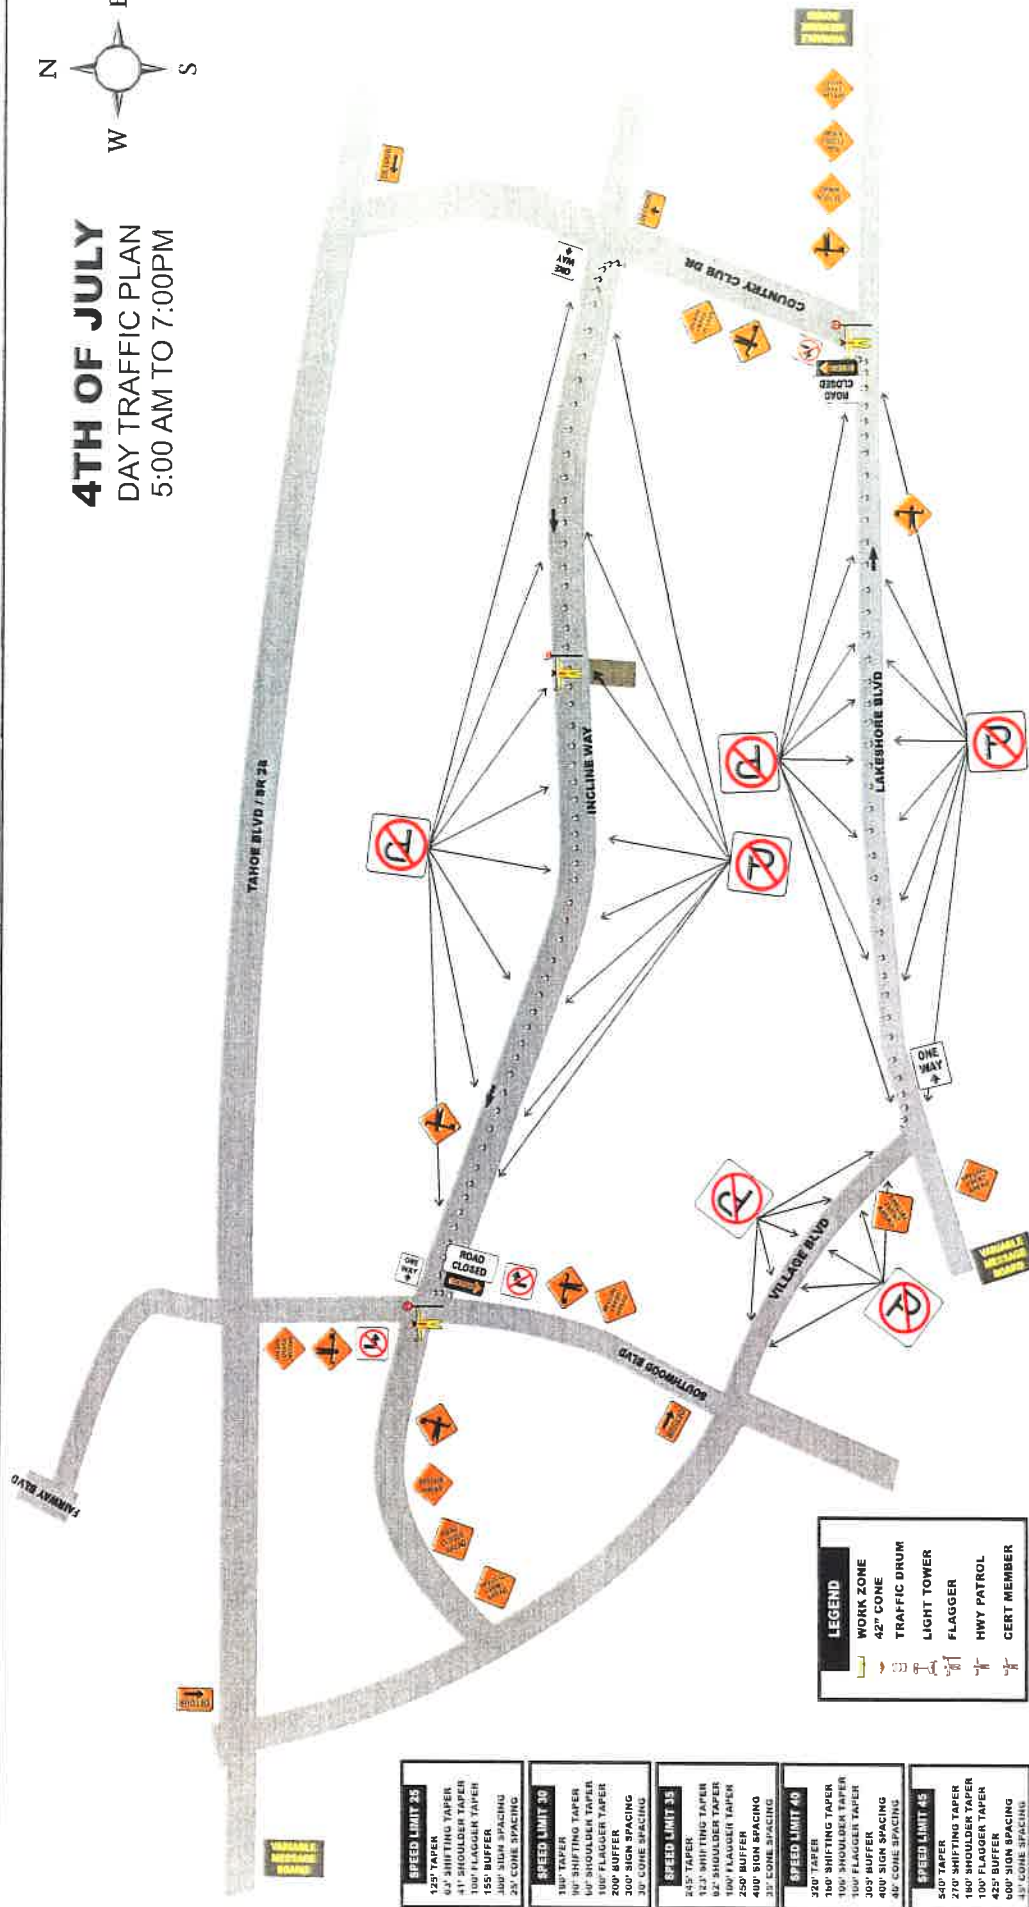 4TH OF JULY
DAY TRAFFIC PLAN
5:00 AM TO 7:00PM
N
W
S
FAIRWAY BLVD
TAHOE BLVD / SR 28
INCLINE WAY
COUNTRY CLUB DR
LAKESHORE BLVD
VILLAGE BLVD
SOUTHWOOD BLVD
DETOUR
DETOUR
DETOUR
DETOUR
ONE
WAY
ONE
WAY
ONE
WAY
ROAD
CLOSED
ROAD
CLOSED
VARIABLE
MESSAGE
BOARD
VARIABLE
MESSAGE
BOARD
VARIABLE
MESSAGE
BOARD
LEGEND
WORK ZONE
42" CONE
TRAFFIC DRUM
LIGHT TOWER
FLAGGER
HWY PATROL
CERT MEMBER
SPEED LIMIT 25
125' TAPER
63' SHIFTING TAPER
41' SHOULDER TAPER
100' FLAGGER TAPER
155' BUFFER
SIGN SPACING
25' CONE SPACING
SPEED LIMIT 30
180' TAPER
90' SHIFTING TAPER
SHOULDER TAPER
100' FLAGGER TAPER
200' BUFFER
300' SIGN SPACING
30' CONE SPACING
SPEED LIMIT 35
245' TAPER
123' SHIFTING TAPER
82' SHOULDER TAPER
100' FLAGGER TAPER
250' BUFFER
400' SIGN SPACING
35' CONE SPACING
SPEED LIMIT 40
320' TAPER
160' SHIFTING TAPER
SHOULDER TAPER
100' FLAGGER TAPER
305' BUFFER
400' SIGN SPACING
40' CONE SPACING
SPEED LIMIT 45
540' TAPER
270' SHIFTING TAPER
180' SHOULDER TAPER
100' FLAGGER TAPER
425' BUFFER
600' SIGN SPACING
45' CONE SPACING